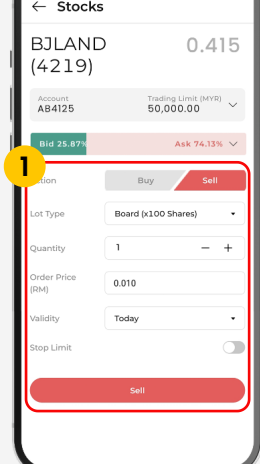 ← Stocks
BJLAND 0.415
(4219)
Account Trading Limit (MYR)
AB4125 50,000.00
Bid 25.87% Ask 74.13%
1
Buy Sell
Lot Type Board (x100 Shares)
Quantity 1 − +
Order Price
(RM) 0.010
Validity Today
Stop Limit
Sell